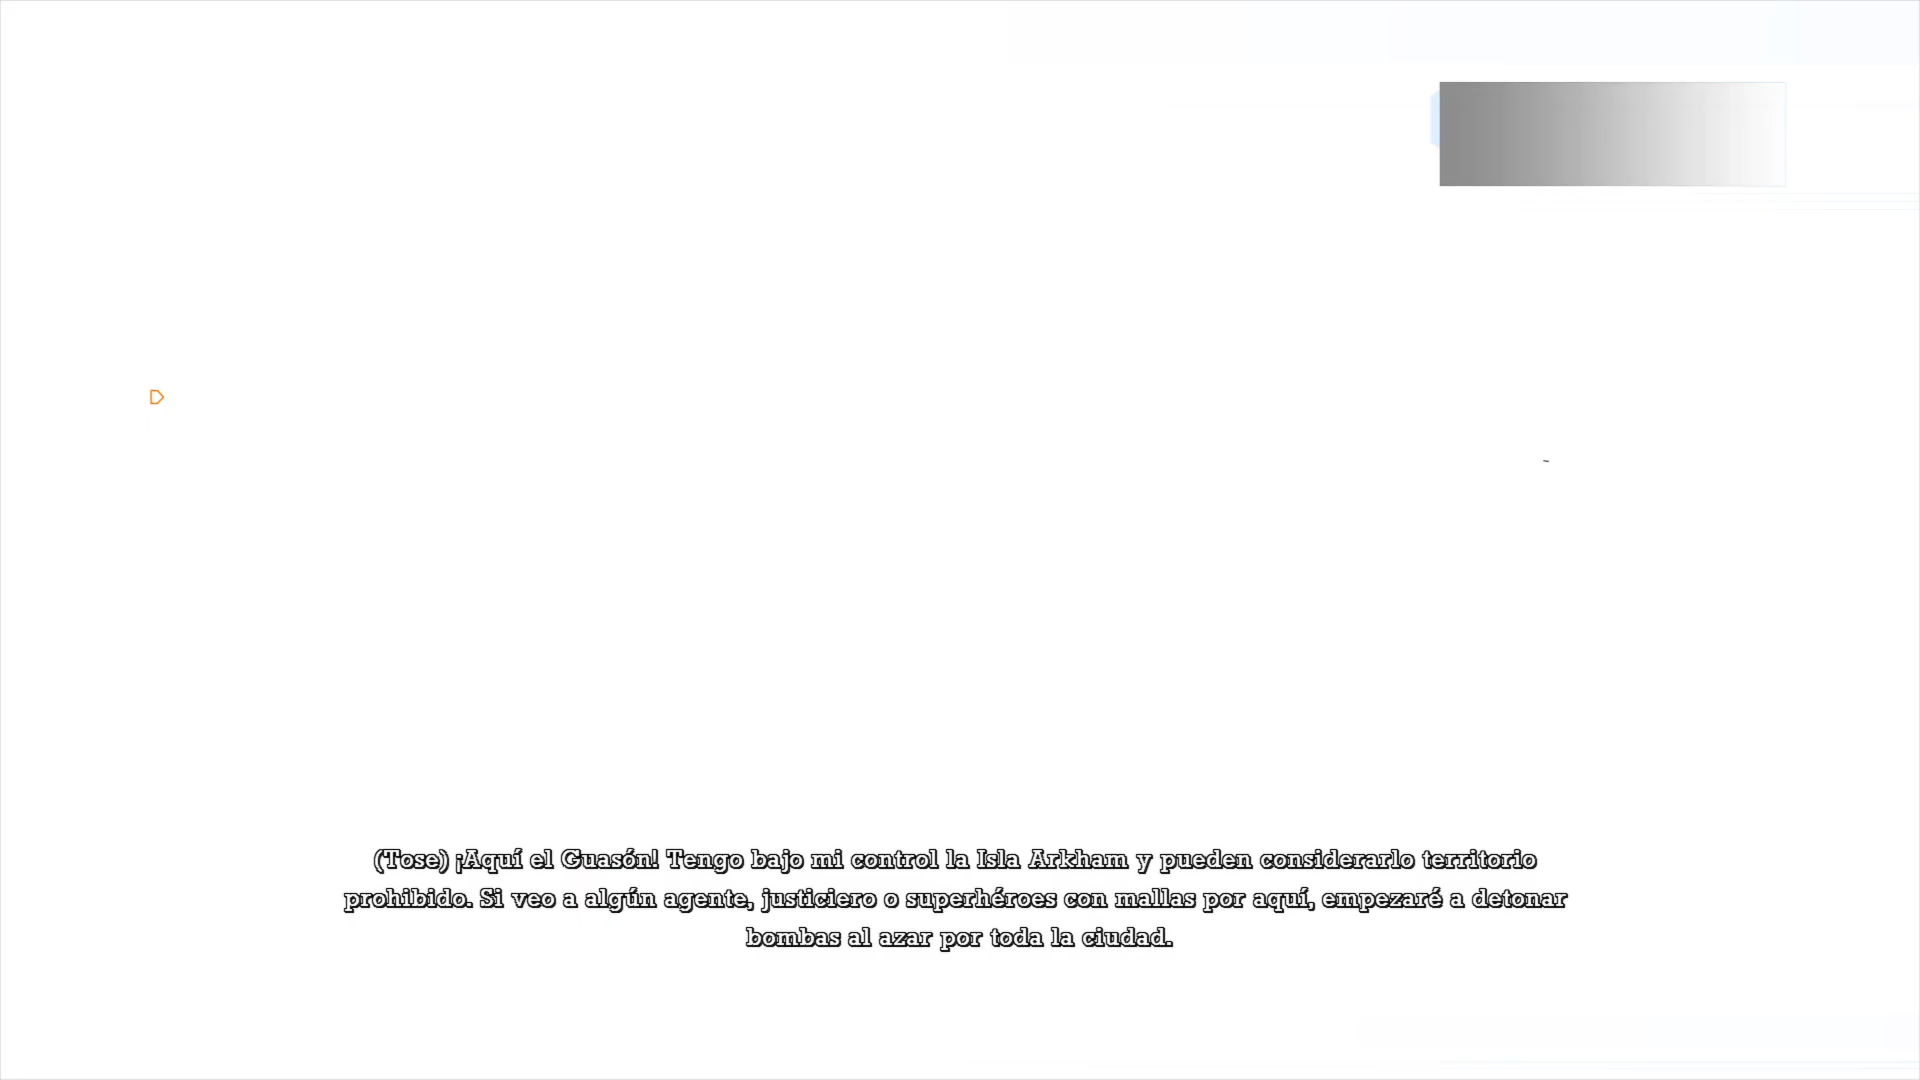 (Tose) ¡Aquí el Guasón! Tengo bajo mi control la Isla Arkham y pueden considerarlo territorio
prohibido. Si veo a algún agente, justiciero o superhéroes con mallas por aquí, empezaré a detonar
bombas al azar por toda la ciudad.